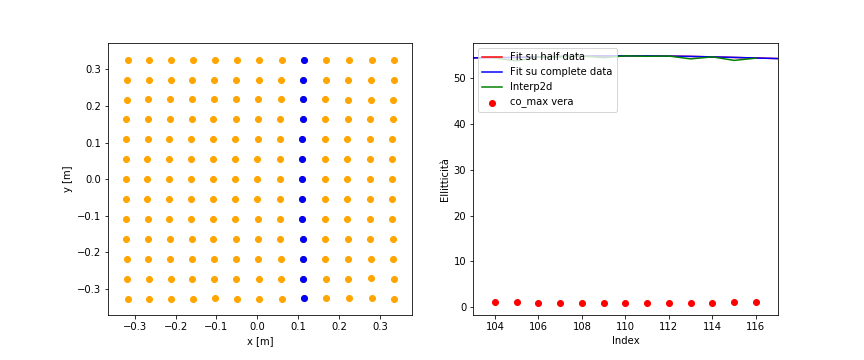 0.3
0.2
0.1
0.0
−0.1
−0.2
−0.3
y [m]
−0.3 −0.2 −0.1 0.0 0.1 0.2 0.3
x [m]
50
40
30
20
10
0
Ellitticità
Fit su half data
Fit su complete data
Interp2d
co_max vera
104 106 108 110 112 114 116
Index